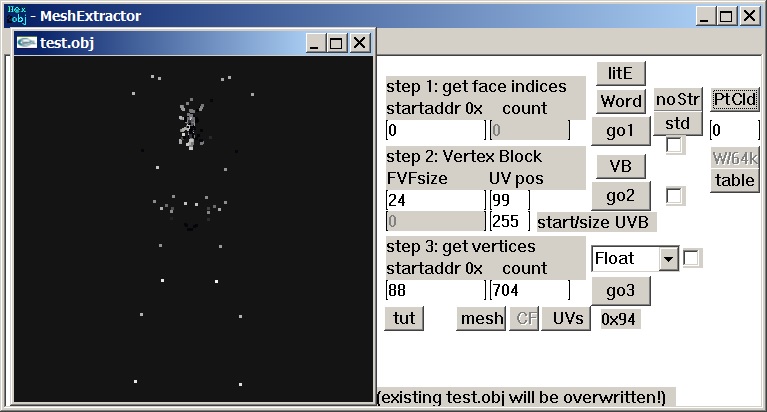 Hex obj - MeshExtractor
test.obj
litE
step 1: get face indices
startaddr 0x count
Word
noStr
PtCld
0 0
go1
std
0
step 2: Vertex Block
VB
W/64k
FVFsize UV pos
table
24 99
go2
0 255 start/size UVB
step 3: get vertices
startaddr 0x count
Float
88 704
go3
tut mesh CF UVs 0x94
(existing test.obj will be overwritten!)